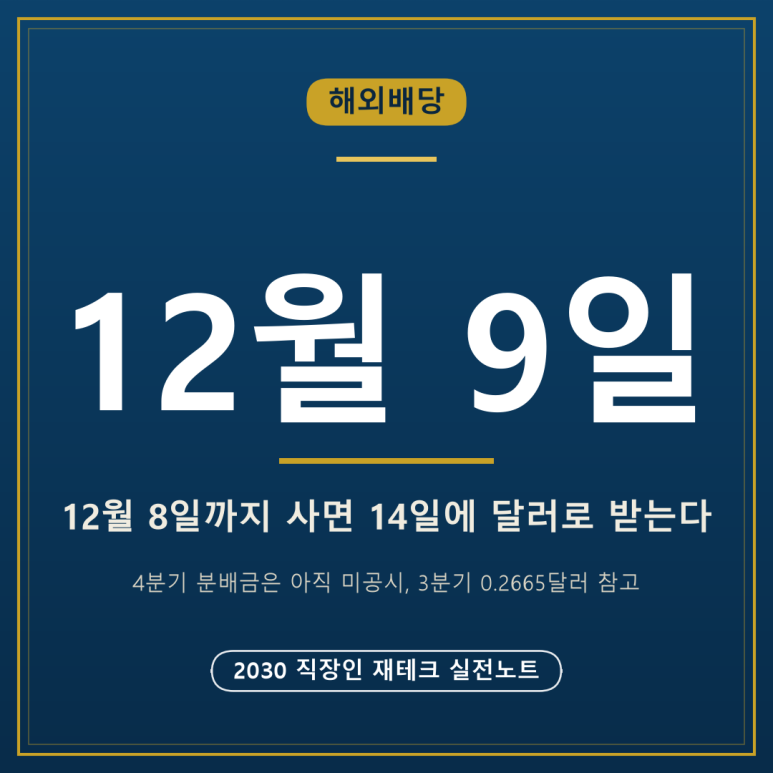 해외배당
12월 9일
12월 8일까지 사면 14일에 달러로 받는다
4분기 분배금은 아직 미공시, 3분기 0.2665달러 참고
2030 직장인 재테크 실전노트